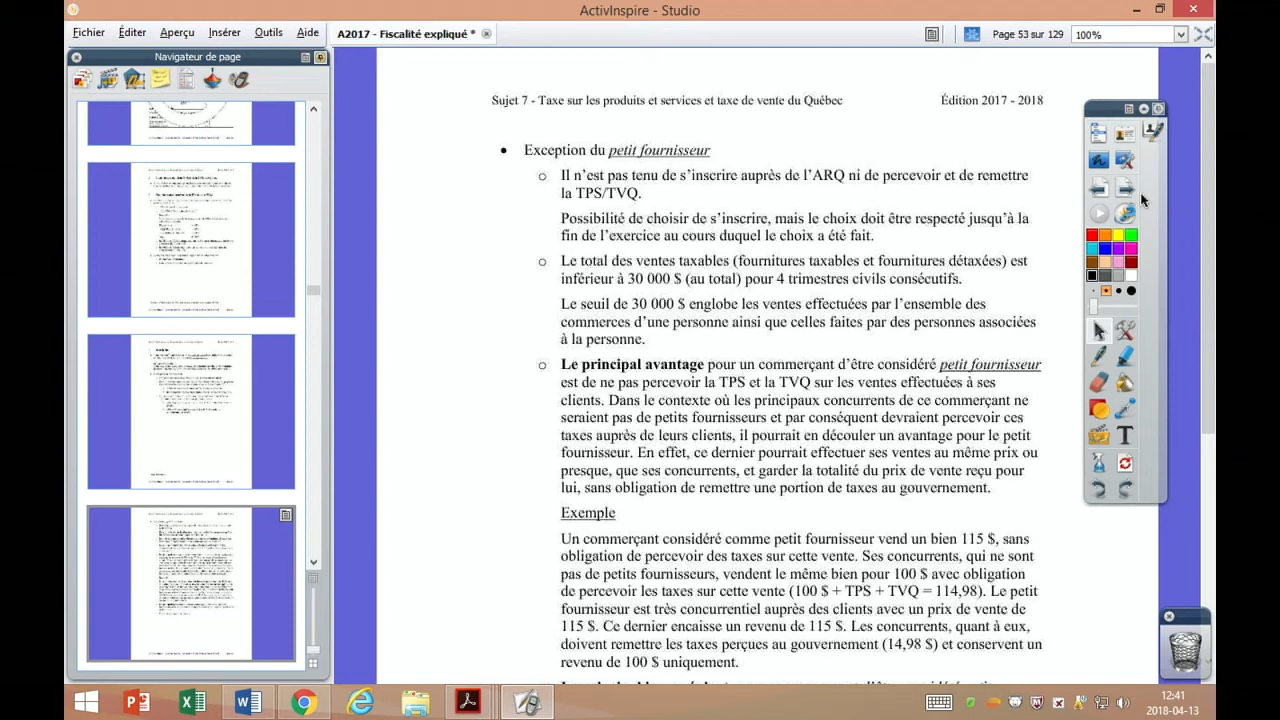 ActivInspire - Studio
Fichier Éditer Aperçu Insérer Outils Aide
A2017 - Fiscalité expliqué *
Page 53 sur 129
100%
Navigateur de page
Sujet 7 - Taxe sur les produits et services et taxe de vente du Québec Édition 2017 - 2018
• Exception du petit fournisseur
o Il n'est pas tenu de s'inscrire auprès de l'ARQ ni de percevoir et de remettre
la TPS/TVQ.
Possible de choisir de s'inscrire, mais le choix doit être respecté jusqu'à la
fin de l'exercice au cours duquel le choix a été fait.
o Le total des ventes taxables (fournitures taxables et fournitures détaxées) est
inférieur à 30 000 $ (au total) pour 4 trimestres civils consécutifs.
Le seuil de 30 000 $ englobe les ventes effectuées par l'ensemble des
commerces d'une personne ainsi que celles faites par des personnes associées
à la personne.
o Le principal avantage pour un commerçant d'être considéré petit fournisseur
est de ne pas percevoir la TPS et la TVQ sur les ventes effectuées à ses
clients. Dans le contexte où les principaux concurrents de ce commerçant ne
seraient pas de petits fournisseurs et par conséquent devraient percevoir ces
taxes auprès de leurs clients, il pourrait en découler un avantage pour le petit
fournisseur. En effet, ce dernier pourrait effectuer ses ventes au même prix ou
presque, que ses concurrents, et garder la totalité du prix de vente reçu pour
lui, sans obligation de remettre une portion de taxes au gouvernement.
Exemple
Un commerçant considéré comme petit fournisseur vend un bien 115 $, sans
obligation de percevoir des taxes sur cette vente. Ses concurrents, qui ne sont
pas de petits fournisseurs, vendent le même bien pour 100 $ avec obligation
de percevoir les taxes sur cette vente (100 $ + TPS + TVQ = 114,98). Le petit
fournisseur est très concurrentiel auprès des clients avec un prix de vente de
115 $. Ce dernier encaisse un revenu de 115 $. Les concurrents, quant à eux,
doivent remettre les taxes perçues au gouvernement (14,98 $) et conservent un
revenu de 100 $ uniquement.
12:41
2018-04-13